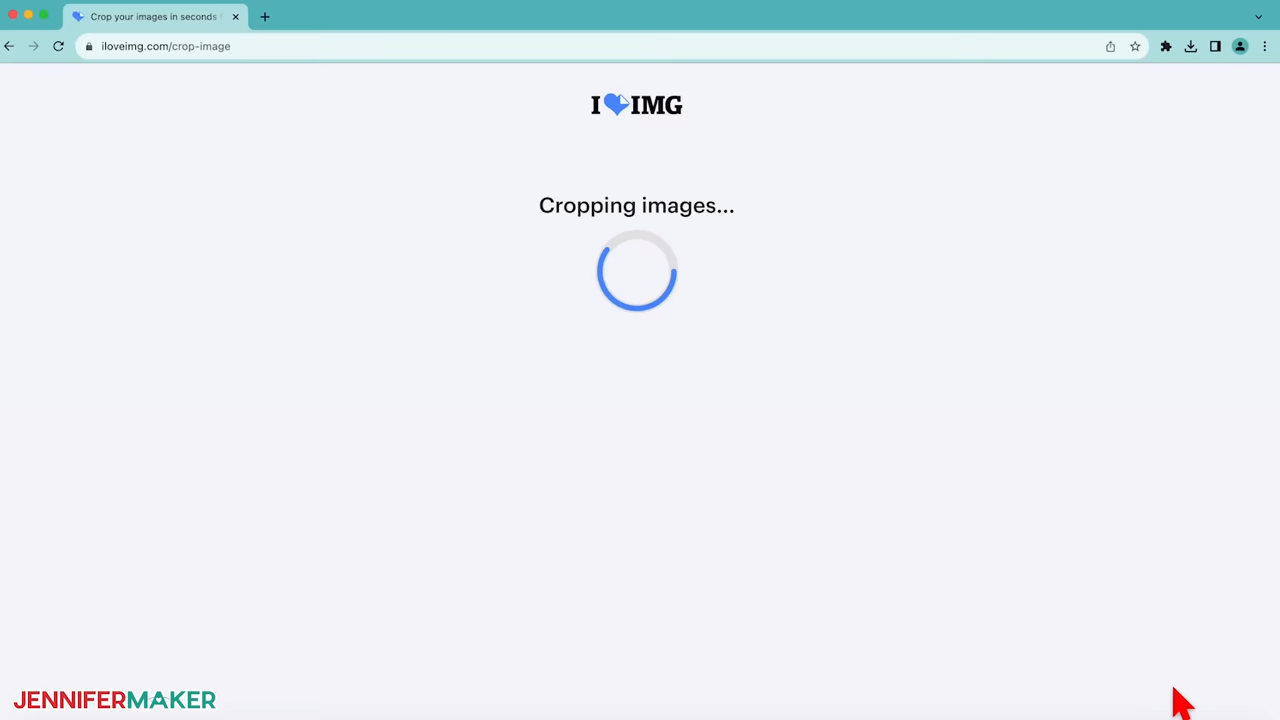 Crop your images in seconds
iloveimg.com/crop-image
I IMG
Cropping images...
JENNIFERMAKER